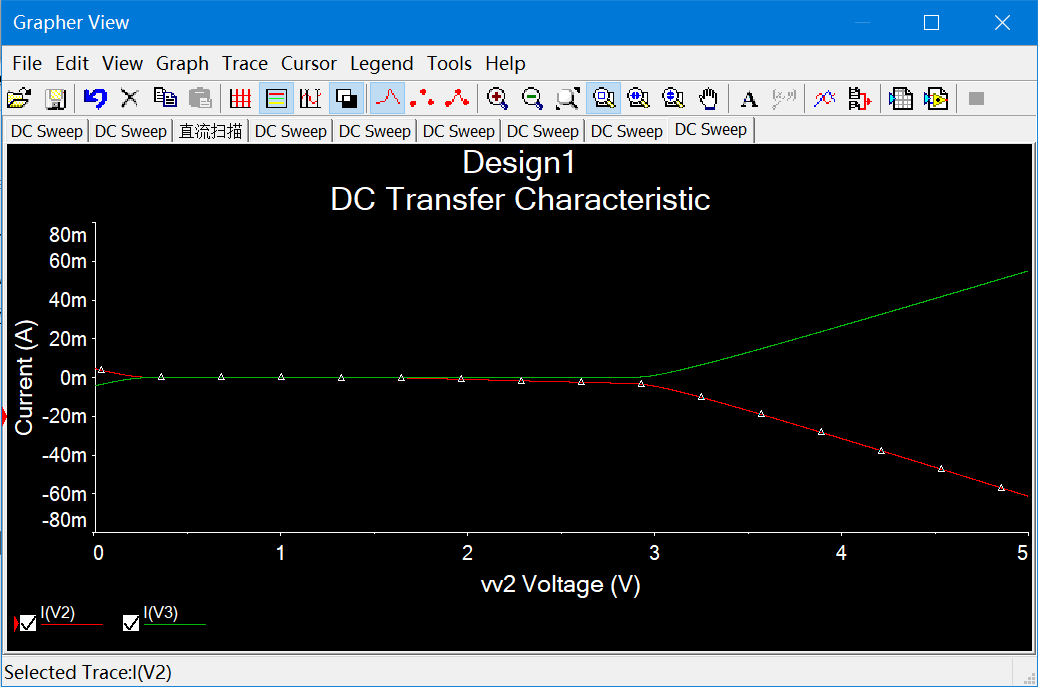 Grapher View
File Edit View Graph Trace Cursor Legend Tools Help
DC Sweep DC Sweep 直流扫描 DC Sweep DC Sweep DC Sweep DC Sweep DC Sweep DC Sweep
Design1
DC Transfer Characteristic
80m
60m
40m
20m
0m
-20m
-40m
-60m
-80m
Current (A)
0 1 2 3 4 5
vv2 Voltage (V)
I(V2) I(V3)
Selected Trace:I(V2)